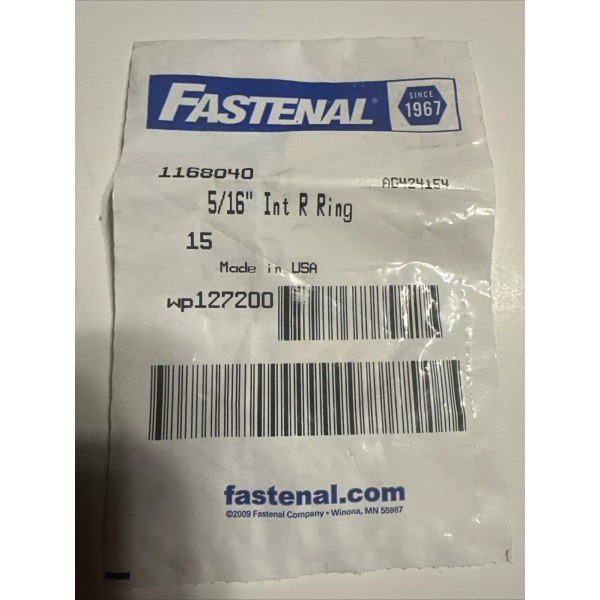 FASTENAL® SINCE 1967
1168040 AG424154
5/16" Int R Ring
15
Made in USA
wp127200
fastenal.com
©2009 Fastenal Company • Winona, MN 55987